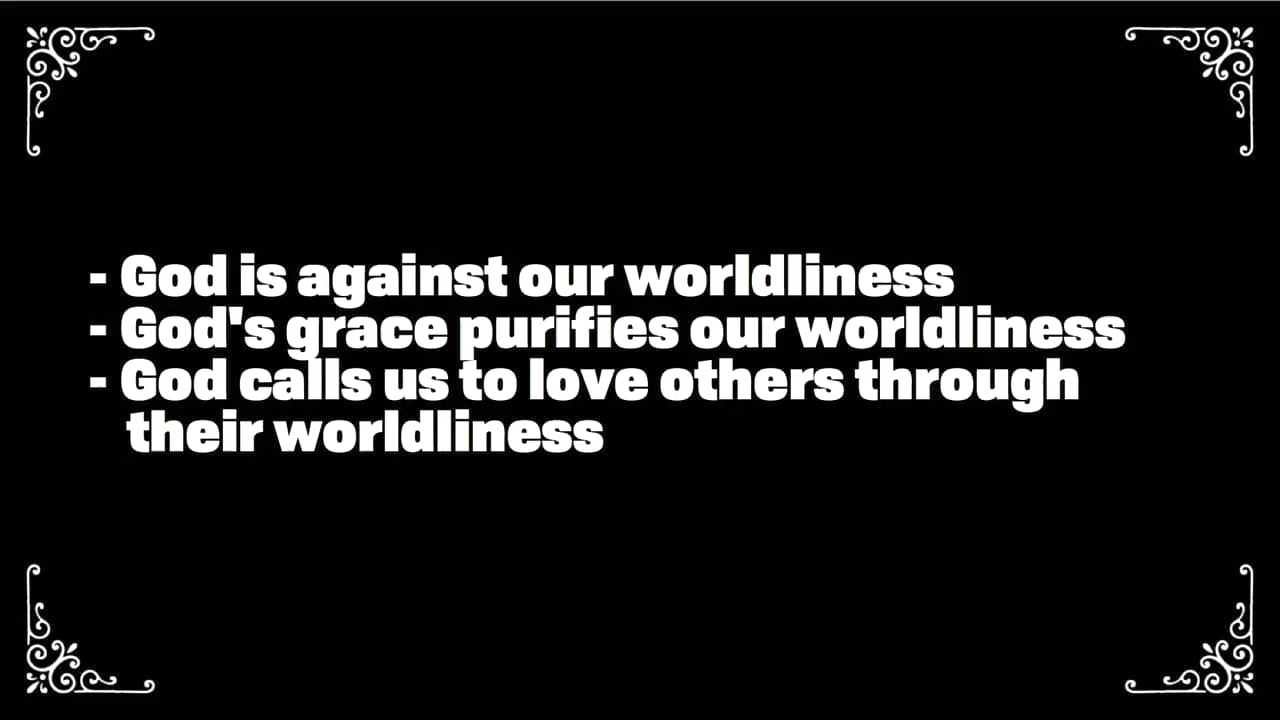 - God is against our worldliness
- God's grace purifies our worldliness
- God calls us to love others through
their worldliness